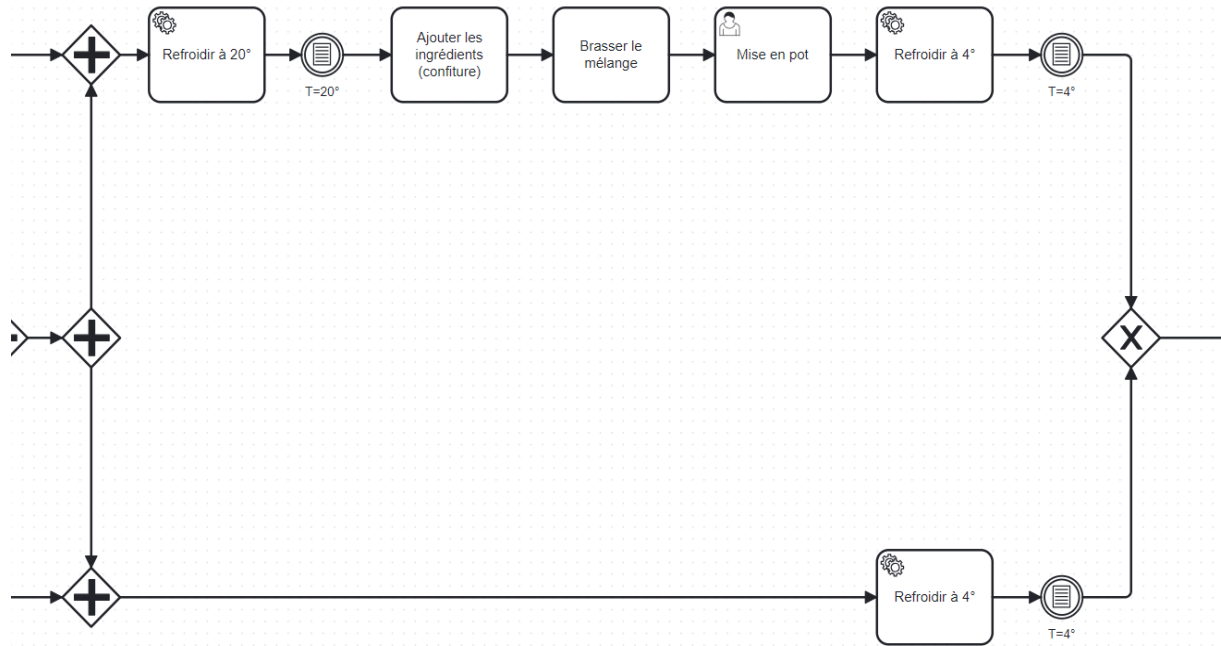 Refroidir à 20°
T=20°
Ajouter les
ingrédients
(confiture)
Brasser le
mélange
Mise en pot
Refroidir à 4°
T=4°
Refroidir à 4°
T=4°